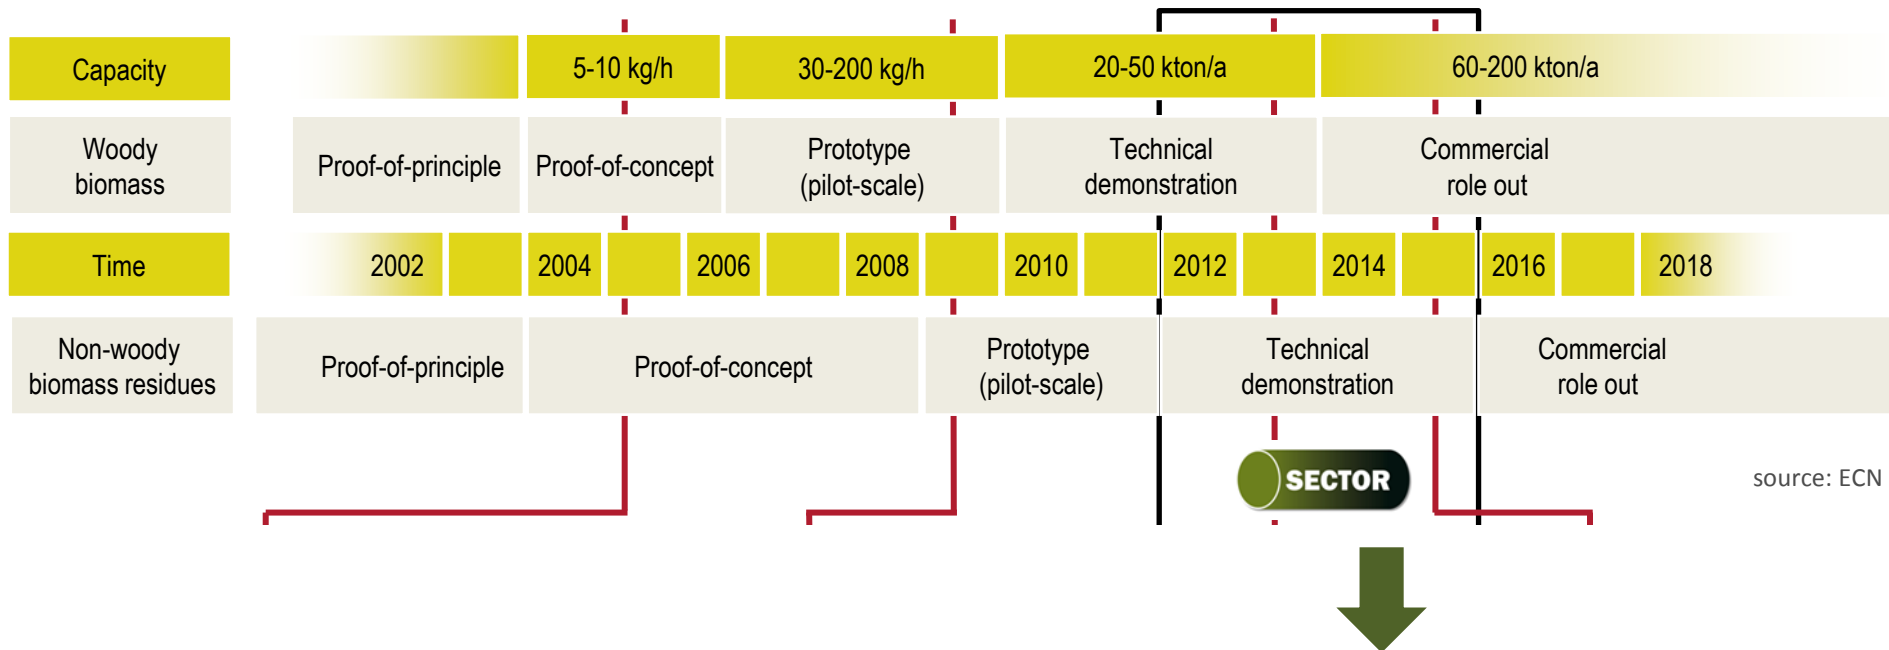 Capacity
5-10 kg/h
30-200 kg/h
20-50 kton/a
60-200 kton/a
Woody
biomass
Proof-of-principle
Proof-of-concept
Prototype
(pilot-scale)
Technical
demonstration
Commercial
role out
Time
2002
2004
2006
2008
2010
2012
2014
2016
2018
Non-woody
biomass residues
Proof-of-principle
Proof-of-concept
Prototype
(pilot-scale)
Technical
demonstration
Commercial
role out
SECTOR
source: ECN